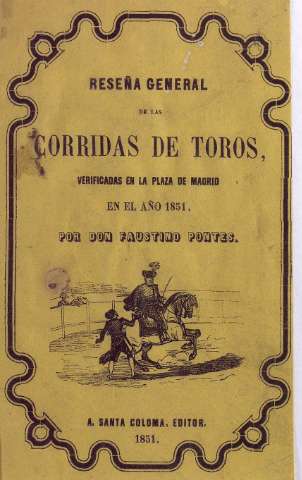 RESEÑA GENERAL
DE LAS
CORRIDAS DE TOROS,
VERIFICADAS EN LA PLAZA DE MADRID
EN EL AÑO 1851.
POR DON FAUSTINO PONTES.
A. SANTA COLOMA, EDITOR.
1851.